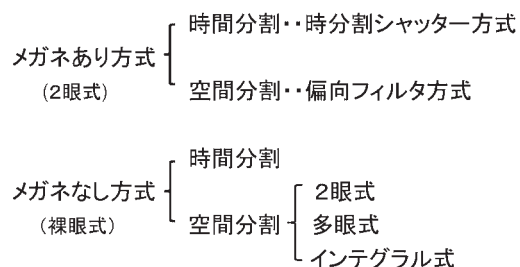 時間分割・・時分割シャッター方式
メガネあり方式
(2眼式)
空間分割・・偏向フィルタ方式
時間分割
メガネなし方式
(裸眼式)
空間分割
2眼式
多眼式
インテグラル式